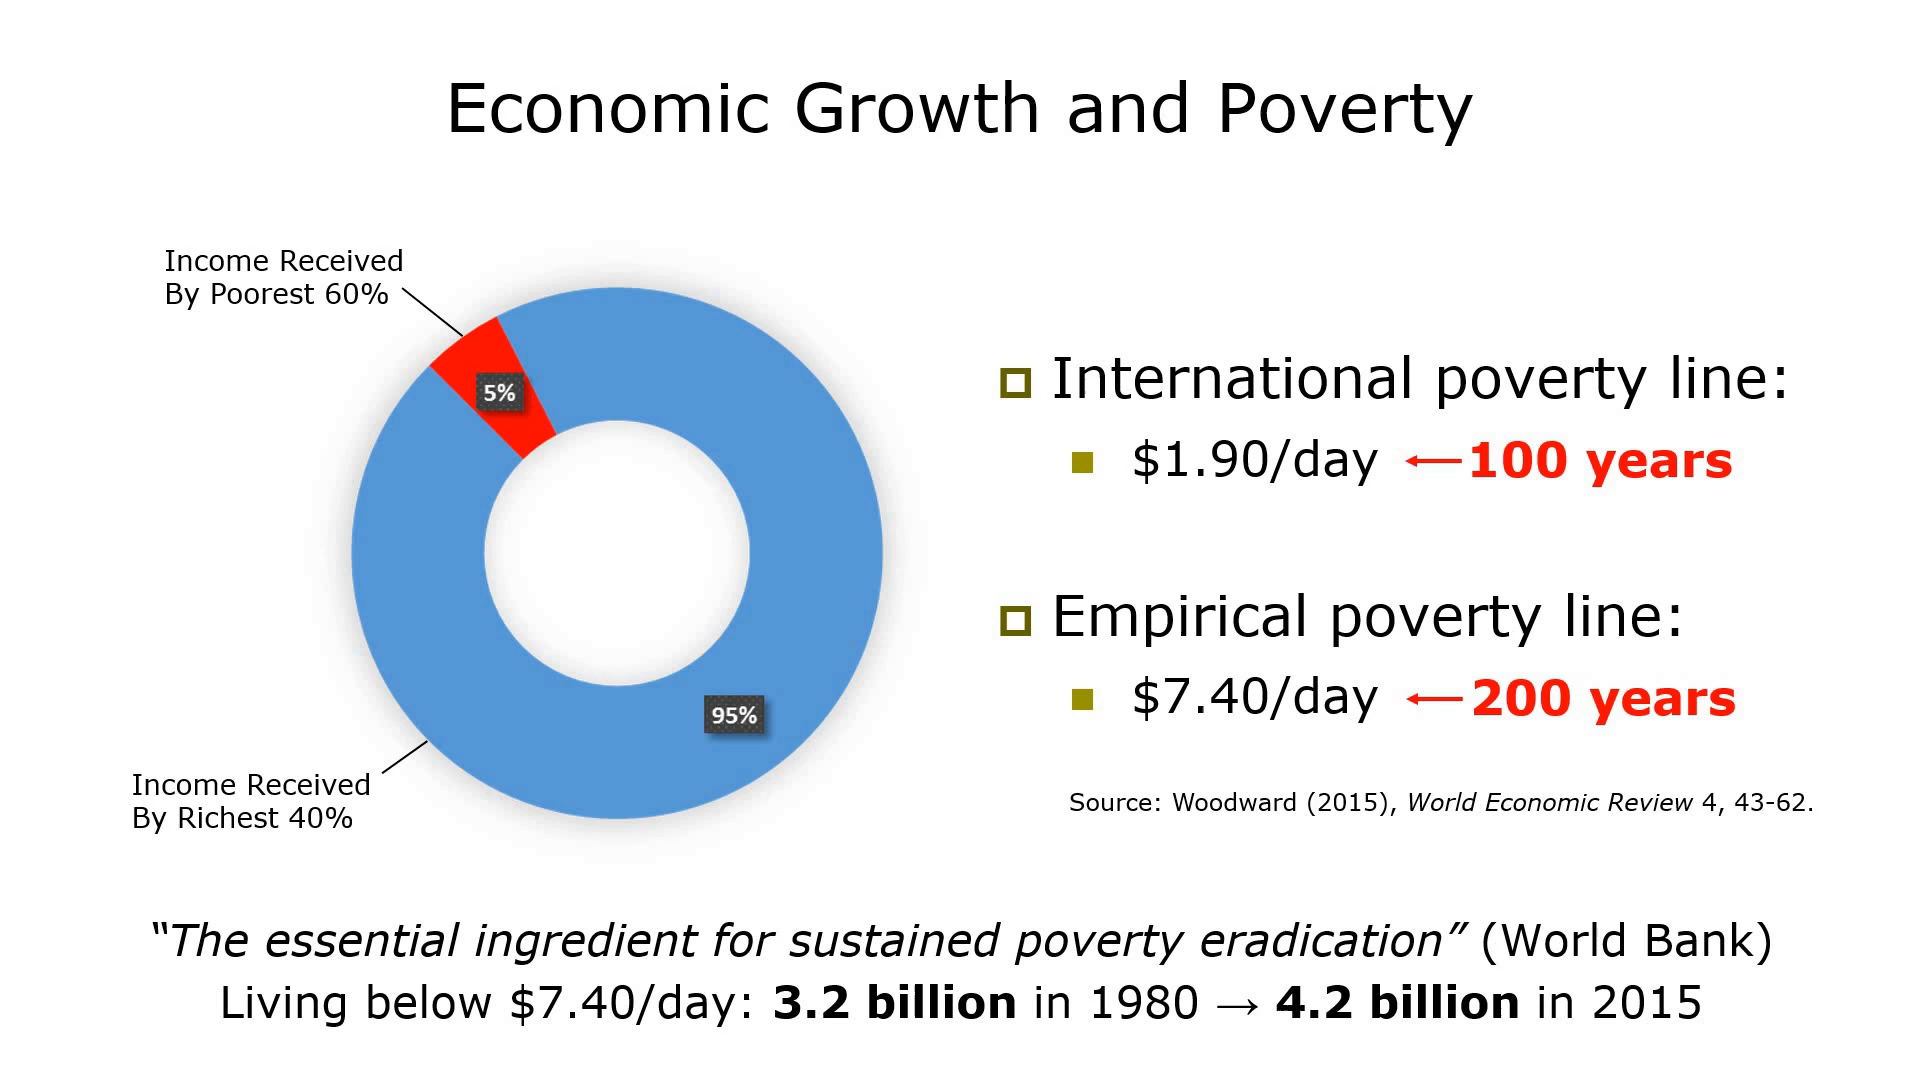 Economic Growth and Poverty
Income Received
By Poorest 60%
5%
95%
Income Received
By Richest 40%
International poverty line:
$1.90/day ←100 years
Empirical poverty line:
$7.40/day ←200 years
Source: Woodward (2015), World Economic Review 4, 43-62.
“The essential ingredient for sustained poverty eradication” (World Bank)
Living below $7.40/day: 3.2 billion in 1980 → 4.2 billion in 2015